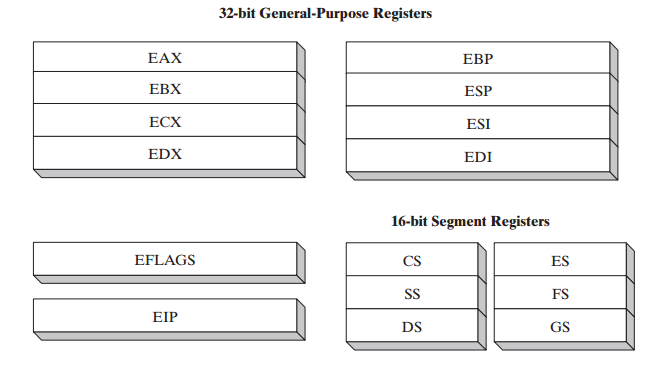 32-bit General-Purpose Registers
EAX
EBX
ECX
EDX
EBP
ESP
ESI
EDI
16-bit Segment Registers
EFLAGS
EIP
CS
SS
DS
ES
FS
GS